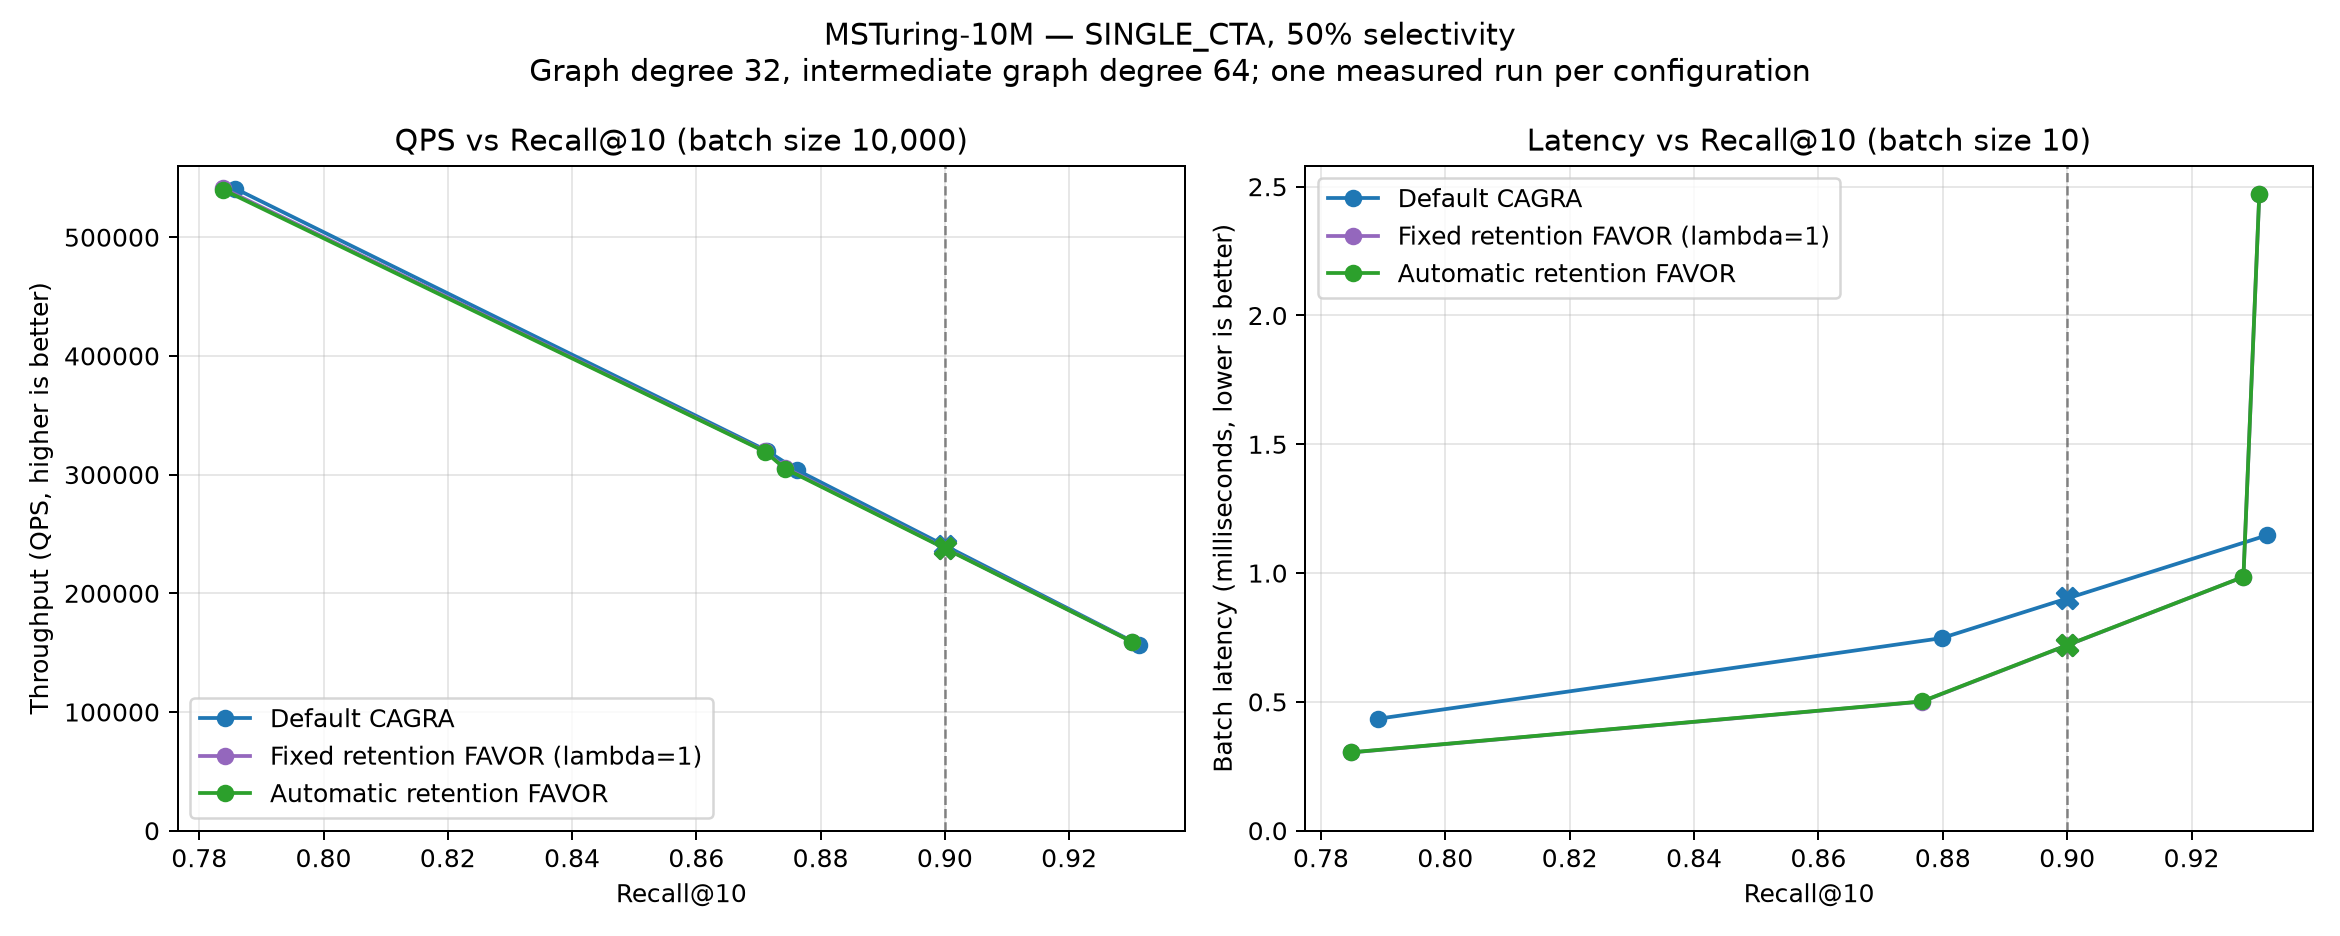 MSTuring-10M — SINGLE_CTA, 50% selectivity
Graph degree 32, intermediate graph degree 64; one measured run per configuration
QPS vs Recall@10 (batch size 10,000)
Throughput (QPS, higher is better)
500000
400000
300000
200000
100000
0
Default CAGRA
Fixed retention FAVOR (lambda=1)
Automatic retention FAVOR
0.78 0.80 0.82 0.84 0.86 0.88 0.90 0.92
Recall@10
Latency vs Recall@10 (batch size 10)
Batch latency (milliseconds, lower is better)
2.5
2.0
1.5
1.0
0.5
0.0
Default CAGRA
Fixed retention FAVOR (lambda=1)
Automatic retention FAVOR
0.78 0.80 0.82 0.84 0.86 0.88 0.90 0.92
Recall@10